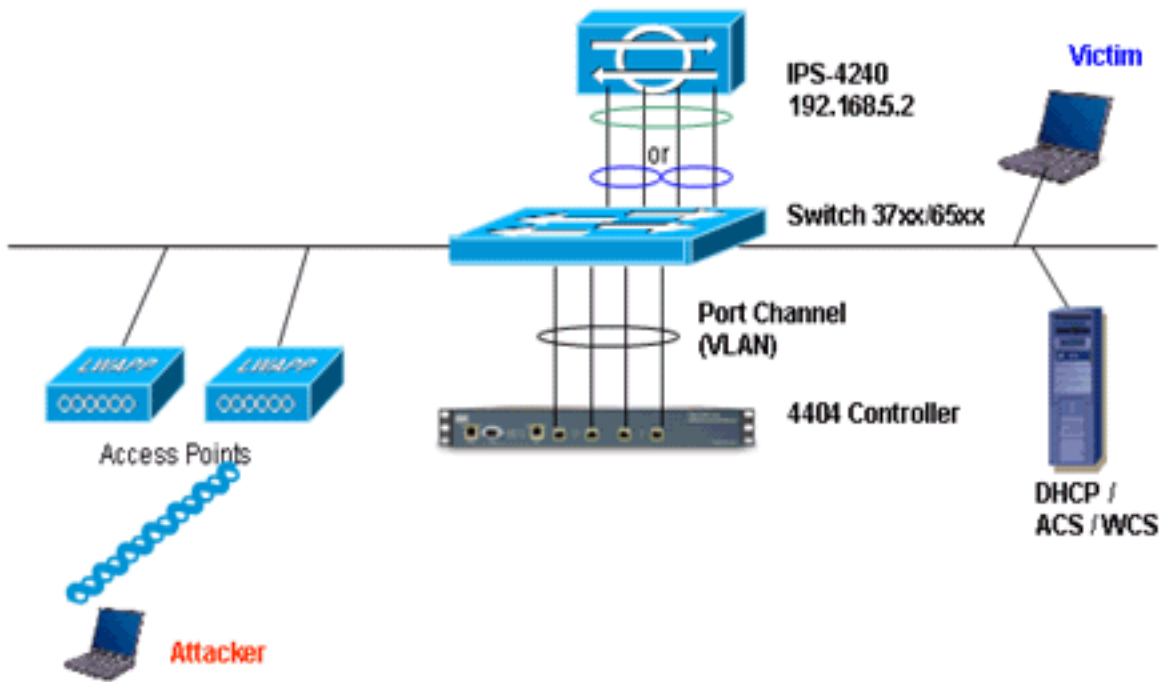 IPS-4240
192.168.5.2
Victim
or
Switch 37xx/65xx
Port Channel
(VLAN)
LWAPP
LWAPP
4404 Controller
Access Points
DHCP /
ACS / WCS
Attacker